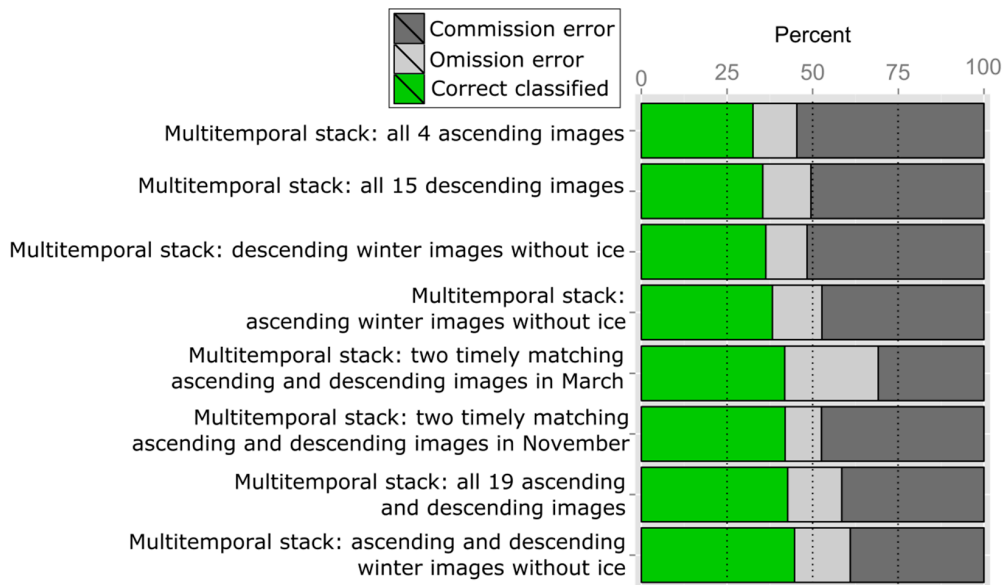 Commission error
Omission error
Correct classified
Percent
0 25 50 75 100
Multitemporal stack: all 4 ascending images
Multitemporal stack: all 15 descending images
Multitemporal stack: descending winter images without ice
Multitemporal stack:
ascending winter images without ice
Multitemporal stack: two timely matching
ascending and descending images in March
Multitemporal stack: two timely matching
ascending and descending images in November
Multitemporal stack: all 19 ascending
and descending images
Multitemporal stack: ascending and descending
winter images without ice